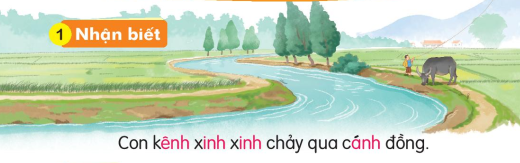 1 Nhận biết
Con kênh xinh xinh chảy qua cánh đồng.